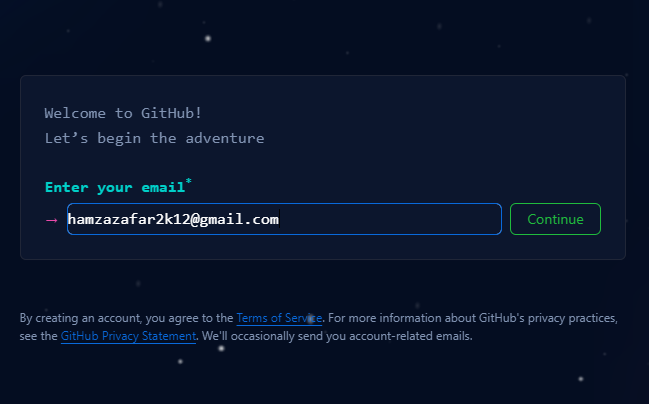 Welcome to GitHub!
Let’s begin the adventure
Enter your email*
→ hamzazafar2k12@gmail.com Continue
By creating an account, you agree to the Terms of Service. For more information about GitHub's privacy practices,
see the GitHub Privacy Statement. We'll occasionally send you account-related emails.